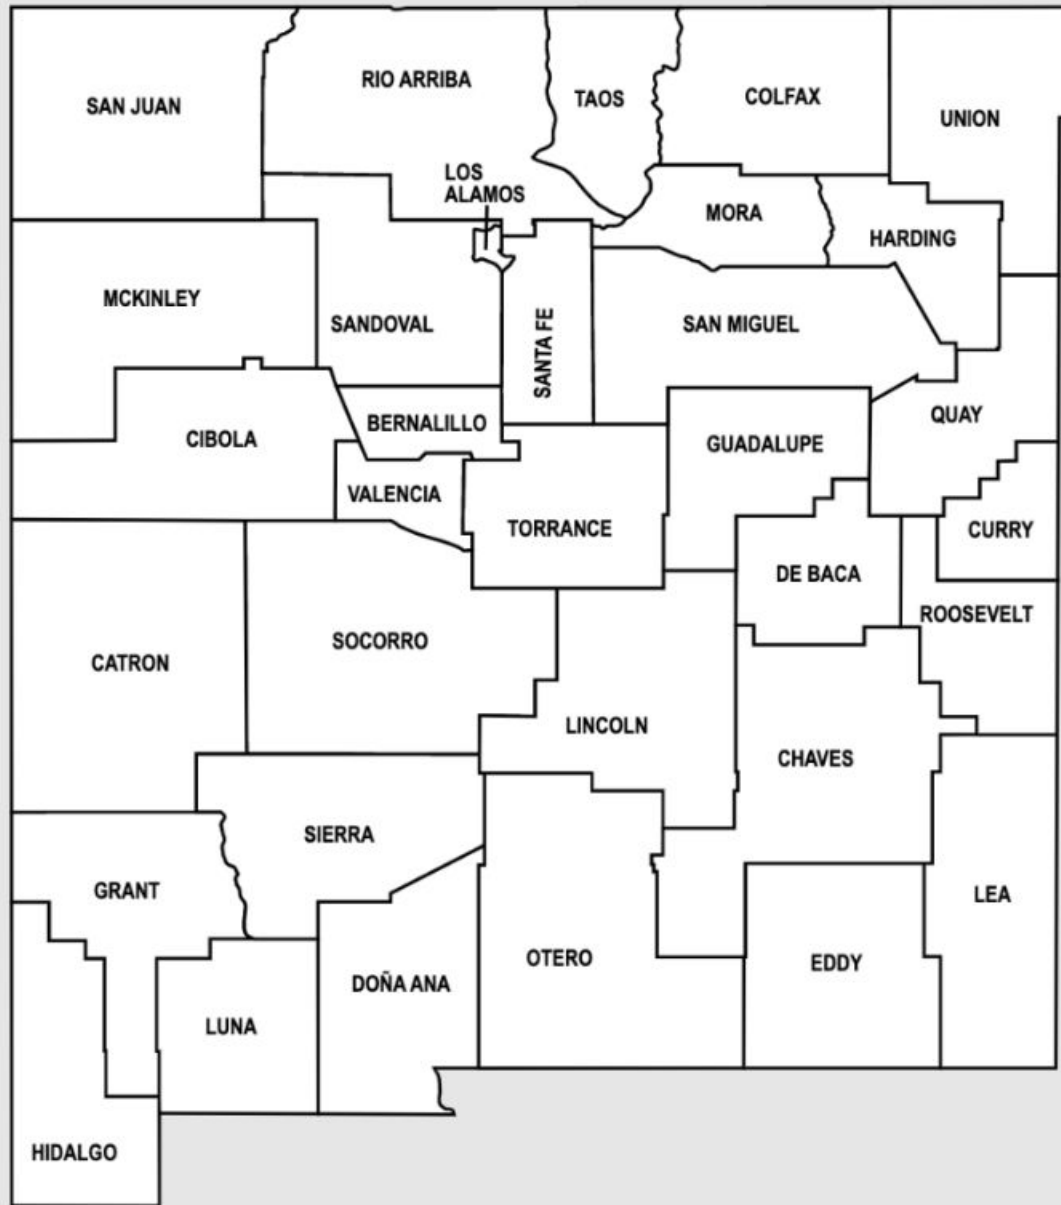 SAN JUAN
RIO ARRIBA
TAOS
COLFAX
UNION
LOS
ALAMOS
MORA
HARDING
MCKINLEY
SANDOVAL
SANTA FE
SAN MIGUEL
CIBOLA
BERNALILLO
GUADALUPE
QUAY
VALENCIA
TORRANCE
CURRY
DE BACA
ROOSEVELT
CATRON
SOCORRO
LINCOLN
CHAVES
SIERRA
GRANT
LEA
OTERO
EDDY
DOÑA ANA
LUNA
HIDALGO